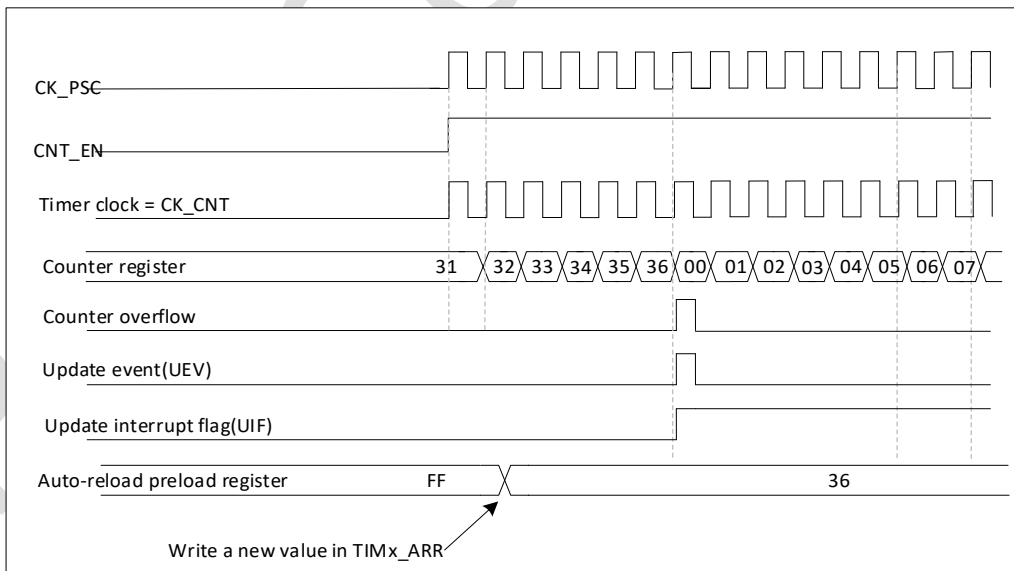 CK_PSC
CNT_EN
Timer clock = CK_CNT
Counter register 31 32 33 34 35 36 00 01 02 03 04 05 06 07
Counter overflow
Update event(UEV)
Update interrupt flag(UIF)
Auto-reload preload register FF 36
Write a new value in TIMx_ARR